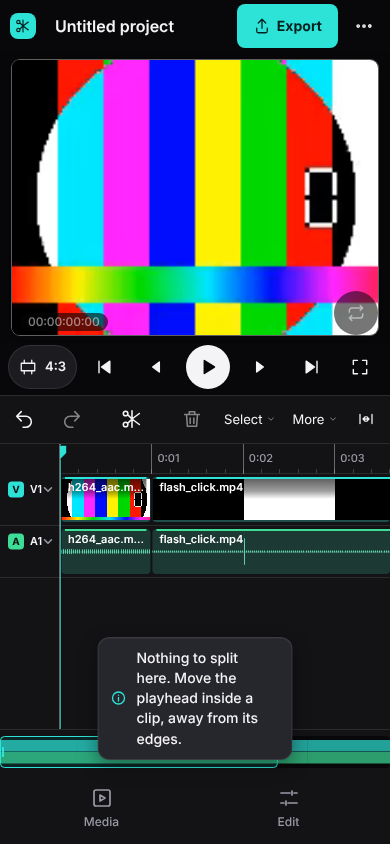 Untitled project
Export
00:00:00:00
4:3
Select
More
0:01
0:02
0:03
V
V1
h264_aac.m...
flash_click.mp4
A
A1
h264_aac.m...
flash_click.mp4
Nothing to split
here. Move the
playhead inside a
clip, away from its
edges.
Media
Edit